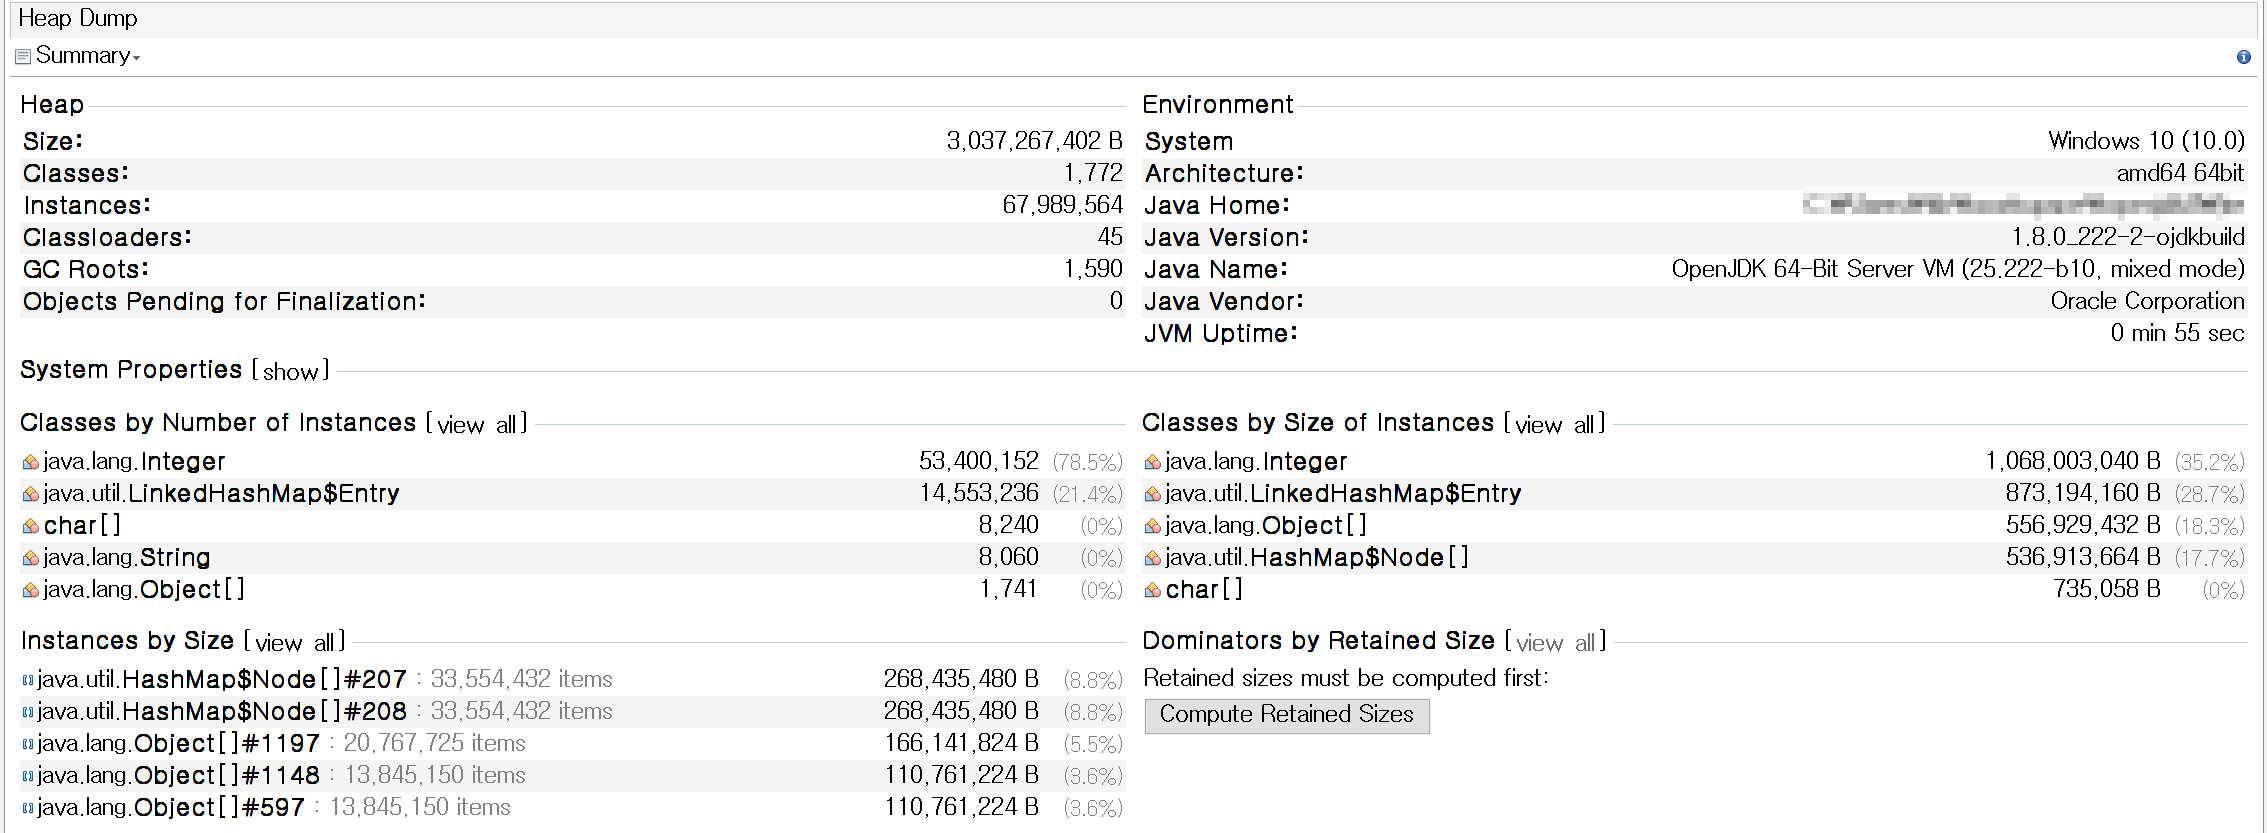 Heap Dump
Summary
Heap
Size: 3,037,267,402 B
Classes: 1,772
Instances: 67,989,564
Classloaders: 45
GC Roots: 1,590
Objects Pending for Finalization: 0
Environment
System Windows 10 (10.0)
Architecture: amd64 64bit
Java Home:
Java Version: 1.8.0_222-2-ojdkbuild
Java Name: OpenJDK 64-Bit Server VM (25.222-b10, mixed mode)
Java Vendor: Oracle Corporation
JVM Uptime: 0 min 55 sec
System Properties [show]
Classes by Number of Instances [view all]
java.lang.Integer 53,400,152 (78.5%)
java.util.LinkedHashMap$Entry 14,553,236 (21.4%)
char[] 8,240 (0%)
java.lang.String 8,060 (0%)
java.lang.Object[] 1,741 (0%)
Classes by Size of Instances [view all]
java.lang.Integer 1,068,003,040 B (35.2%)
java.util.LinkedHashMap$Entry 873,194,160 B (28.7%)
java.lang.Object[] 556,929,432 B (18.3%)
java.util.HashMap$Node[] 536,913,664 B (17.7%)
char[] 735,058 B (0%)
Instances by Size [view all]
java.util.HashMap$Node[]#207 : 33,554,432 items 268,435,480 B (8.8%)
java.util.HashMap$Node[]#208 : 33,554,432 items 268,435,480 B (8.8%)
java.lang.Object[]#1197 : 20,767,725 items 166,141,824 B (5.5%)
java.lang.Object[]#1148 : 13,845,150 items 110,761,224 B (3.6%)
java.lang.Object[]#597 : 13,845,150 items 110,761,224 B (3.6%)
Dominators by Retained Size [view all]
Retained sizes must be computed first:
Compute Retained Sizes